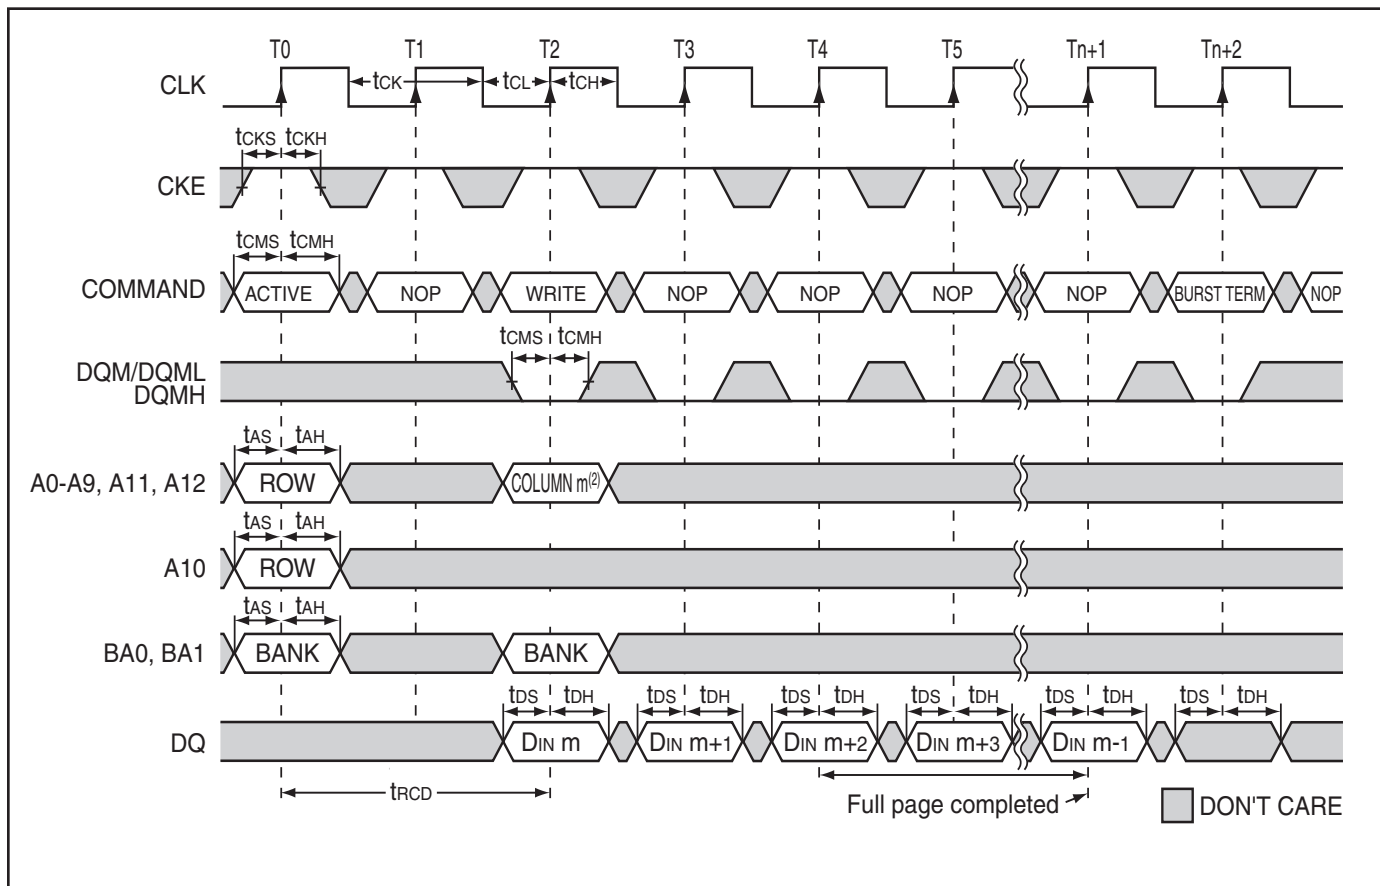 T0 T1 T2 T3 T4 T5 Tn+1 Tn+2
CLK
tCK tCL tCH
tCKS tCKH
CKE
tCMS tCMH
COMMAND
ACTIVE NOP WRITE NOP NOP NOP NOP BURST TERM NOP
tCMS tCMH
DQM/DQML
DQMH
tAS tAH
A0-A9, A11, A12
ROW COLUMN m(2)
tAS tAH
A10
ROW
tAS tAH
BA0, BA1
BANK BANK
tDS tDH tDS tDH tDS tDH tDS tDH tDS tDH tDS tDH
DQ
DIN m DIN m+1 DIN m+2 DIN m+3 DIN m-1
tRCD
Full page completed
DON'T CARE